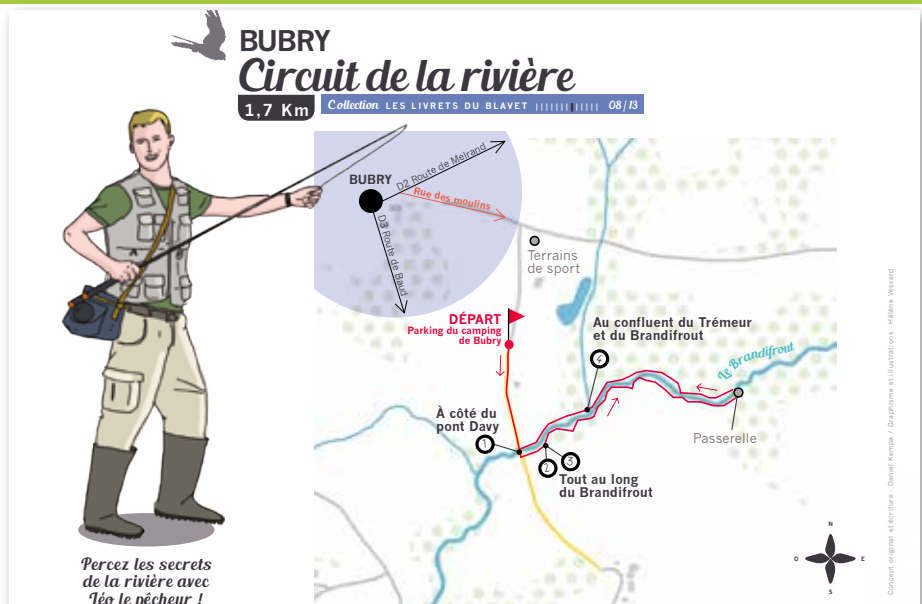 BUBRY
Circuit de la rivière
1,7 Km
Collection LES LIVRETS DU BLAVET 08/13
BUBRY
D2 Route de Melrand
Rue des moulins
D3 Route de Baud
Terrains
de sport
DÉPART
Parking du camping
de Bubry
Au confluent du Trémeur
et du Brandifrout
4
Le Brandifrout
À côté du
pont Davy
1
Passerelle
2
3
Tout au long
du Brandifrout
N
O
E
S
Percez les secrets
de la rivière avec
Léo le pêcheur !
Concept original et écriture : Daniel Kempa / Graphisme et illustrations : Hélène Vesvard